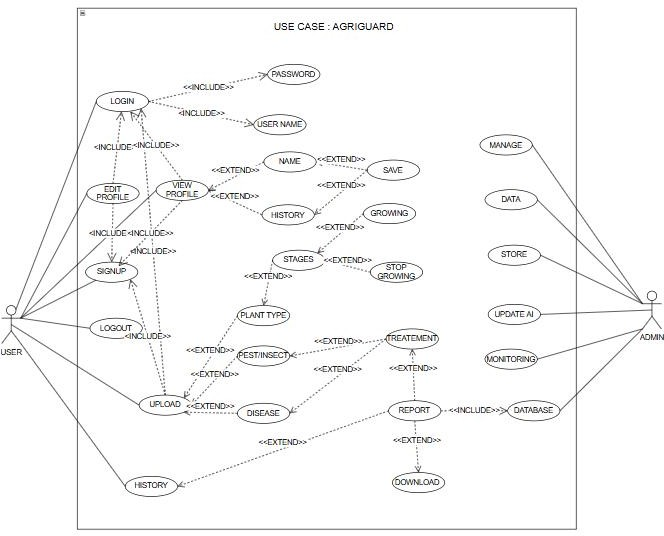 USE CASE : AGRIGUARD
PASSWORD
<<INCLUDE>>
LOGIN
<<INCLUDE>>
USER NAME
<<INCLUDE>>
<<INCLUDE>>
MANAGE
NAME
<<EXTEND>>
<<EXTEND>>
SAVE
<<EXTEND>>
EDIT
PROFILE
VIEW
PROFILE
<<EXTEND>>
DATA
HISTORY
GROWING
<<EXTEND>>
<<INCLUDE>>
<<INCLUDE>>
<<INCLUDE>>
STORE
STAGES
<<EXTEND>>
SIGNUP
<<EXTEND>>
STOP
GROWING
PLANT TYPE
UPDATE AI
LOGOUT
<<INCLUDE>>
USER
ADMIN
<<EXTEND>>
PEST/INSECT
<<EXTEND>>
TREATEMENT
MONITORING
<<EXTEND>>
<<EXTEND>>
<<EXTEND>>
UPLOAD
<<EXTEND>>
DISEASE
REPORT
<<INCLUDE>>
DATABASE
<<EXTEND>>
<<EXTEND>>
HISTORY
DOWNLOAD